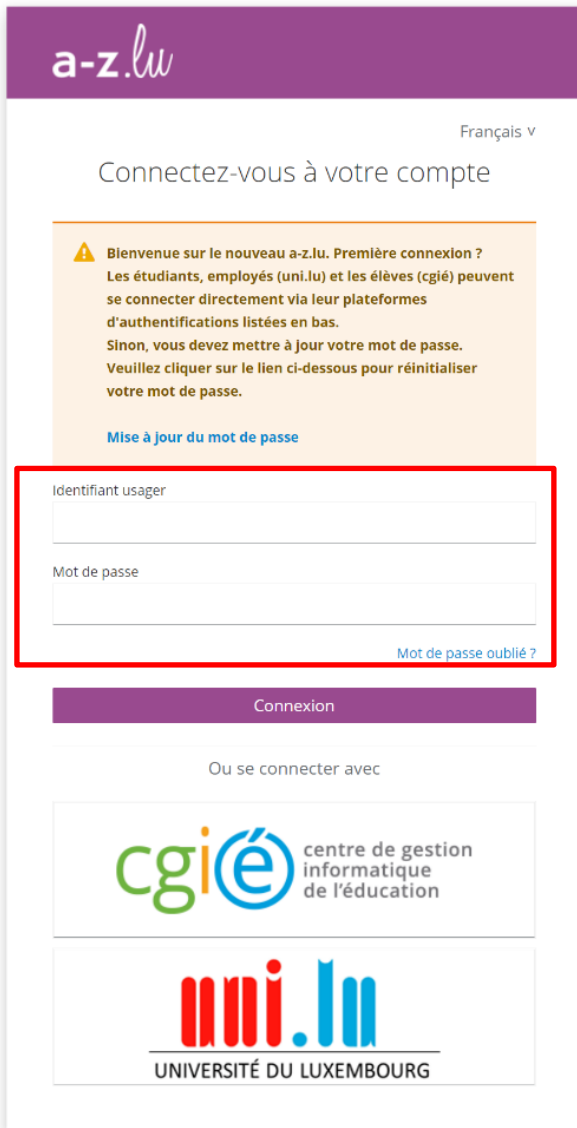 a-z.lu
Français v
Connectez-vous à votre compte
Bienvenue sur le nouveau a-z.lu. Première connexion ?
Les étudiants, employés (uni.lu) et les élèves (cgié) peuvent
se connecter directement via leur plateformes
d'authentifications listées en bas.
Sinon, vous devez mettre à jour votre mot de passe.
Veuillez cliquer sur le lien ci-dessous pour réinitialiser
votre mot de passe.
Mise à jour du mot de passe
Identifiant usager
Mot de passe
Mot de passe oublié ?
Connexion
Ou se connecter avec
cgié
centre de gestion
informatique
de l'éducation
uni.lu
UNIVERSITÉ DU LUXEMBOURG